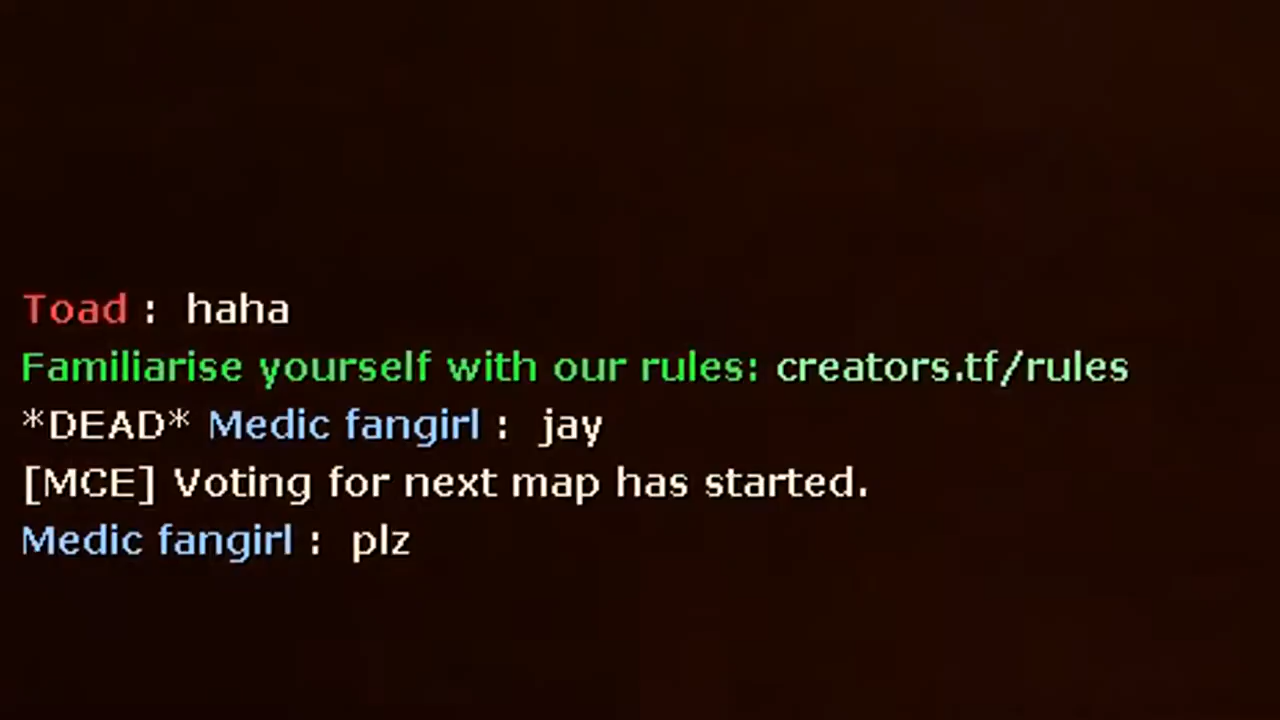 Toad :  haha
Familiarise yourself with our rules: creators.tf/rules
*DEAD* Medic fangirl :  jay
[MCE] Voting for next map has started.
Medic fangirl :  plz